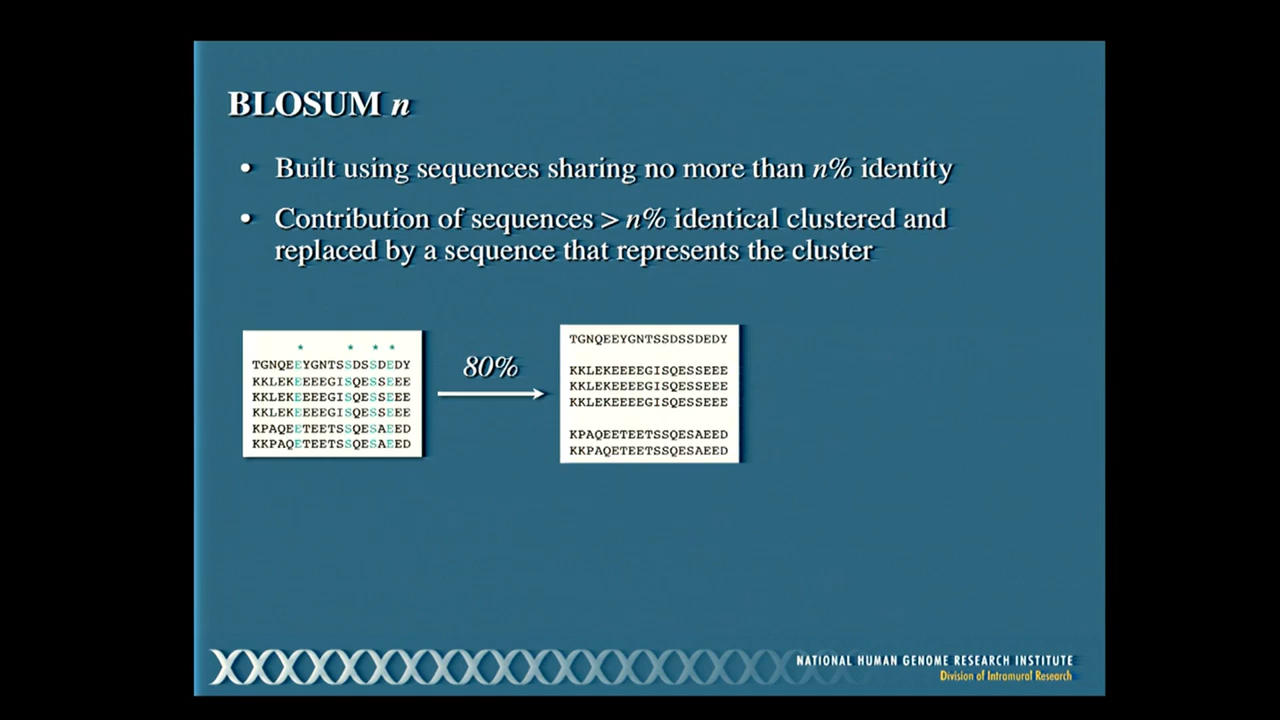 BLOSUM n
• Built using sequences sharing no more than n% identity
• Contribution of sequences > n% identical clustered and
replaced by a sequence that represents the cluster
* * * *
TGNQEEYGNTSSDSSDEDY
KKLEKEEEEGISQESSEEE
KKLEKEEEEGISQESSEEE
KKLEKEEEEGISQESSEEE
KPAQEETEETSSQESAEED
KKPAQETEETSSQESAEED
80%
TGNQEEYGNTSSDSSDEDY
KKLEKEEEEGISQESSEEE
KKLEKEEEEGISQESSEEE
KKLEKEEEEGISQESSEEE
KPAQEETEETSSQESAEED
KKPAQETEETSSQESAEED
NATIONAL HUMAN GENOME RESEARCH INSTITUTE
Division of Intramural Research